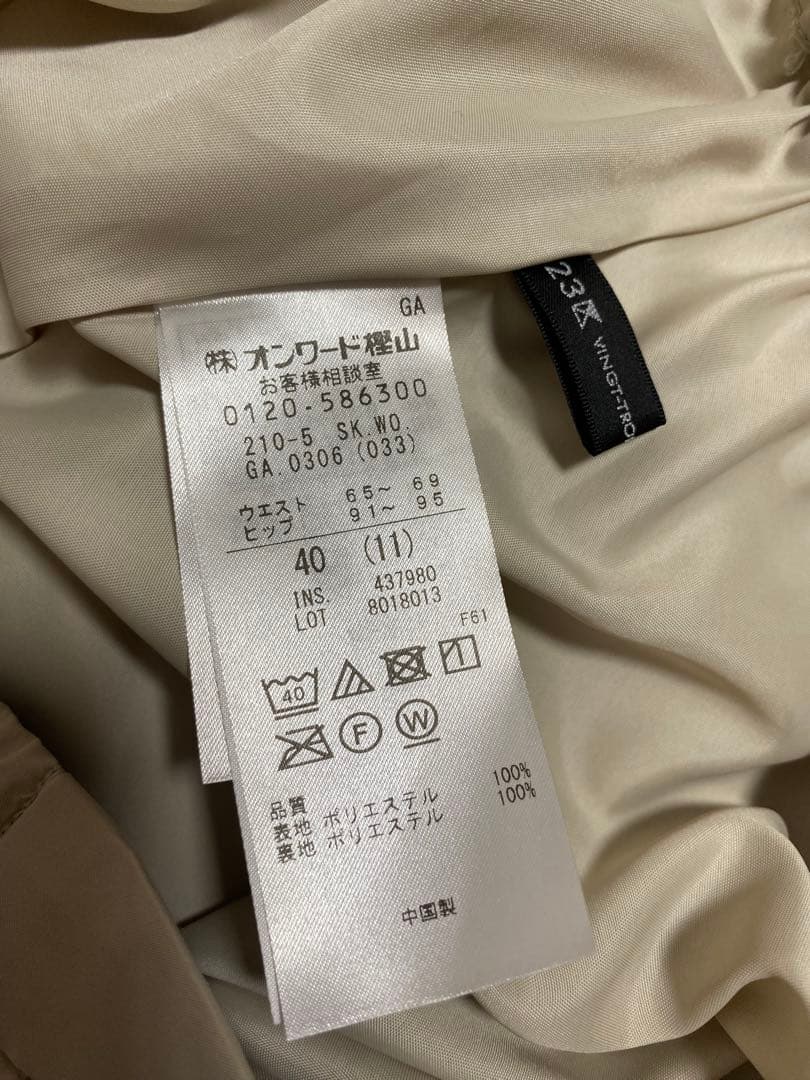 GA
㈱オンワード樫山
お客様相談室
0120-586300
210-5 SK.WO.
GA.0306(033)
ウエスト 65～69
ヒップ 91～95
40 (11)
INS. 437980
LOT 8018013
F61
40
F
W
品質
表地 ポリエステル 100%
裏地 ポリエステル 100%
中国製
23区
VINGT-TRO